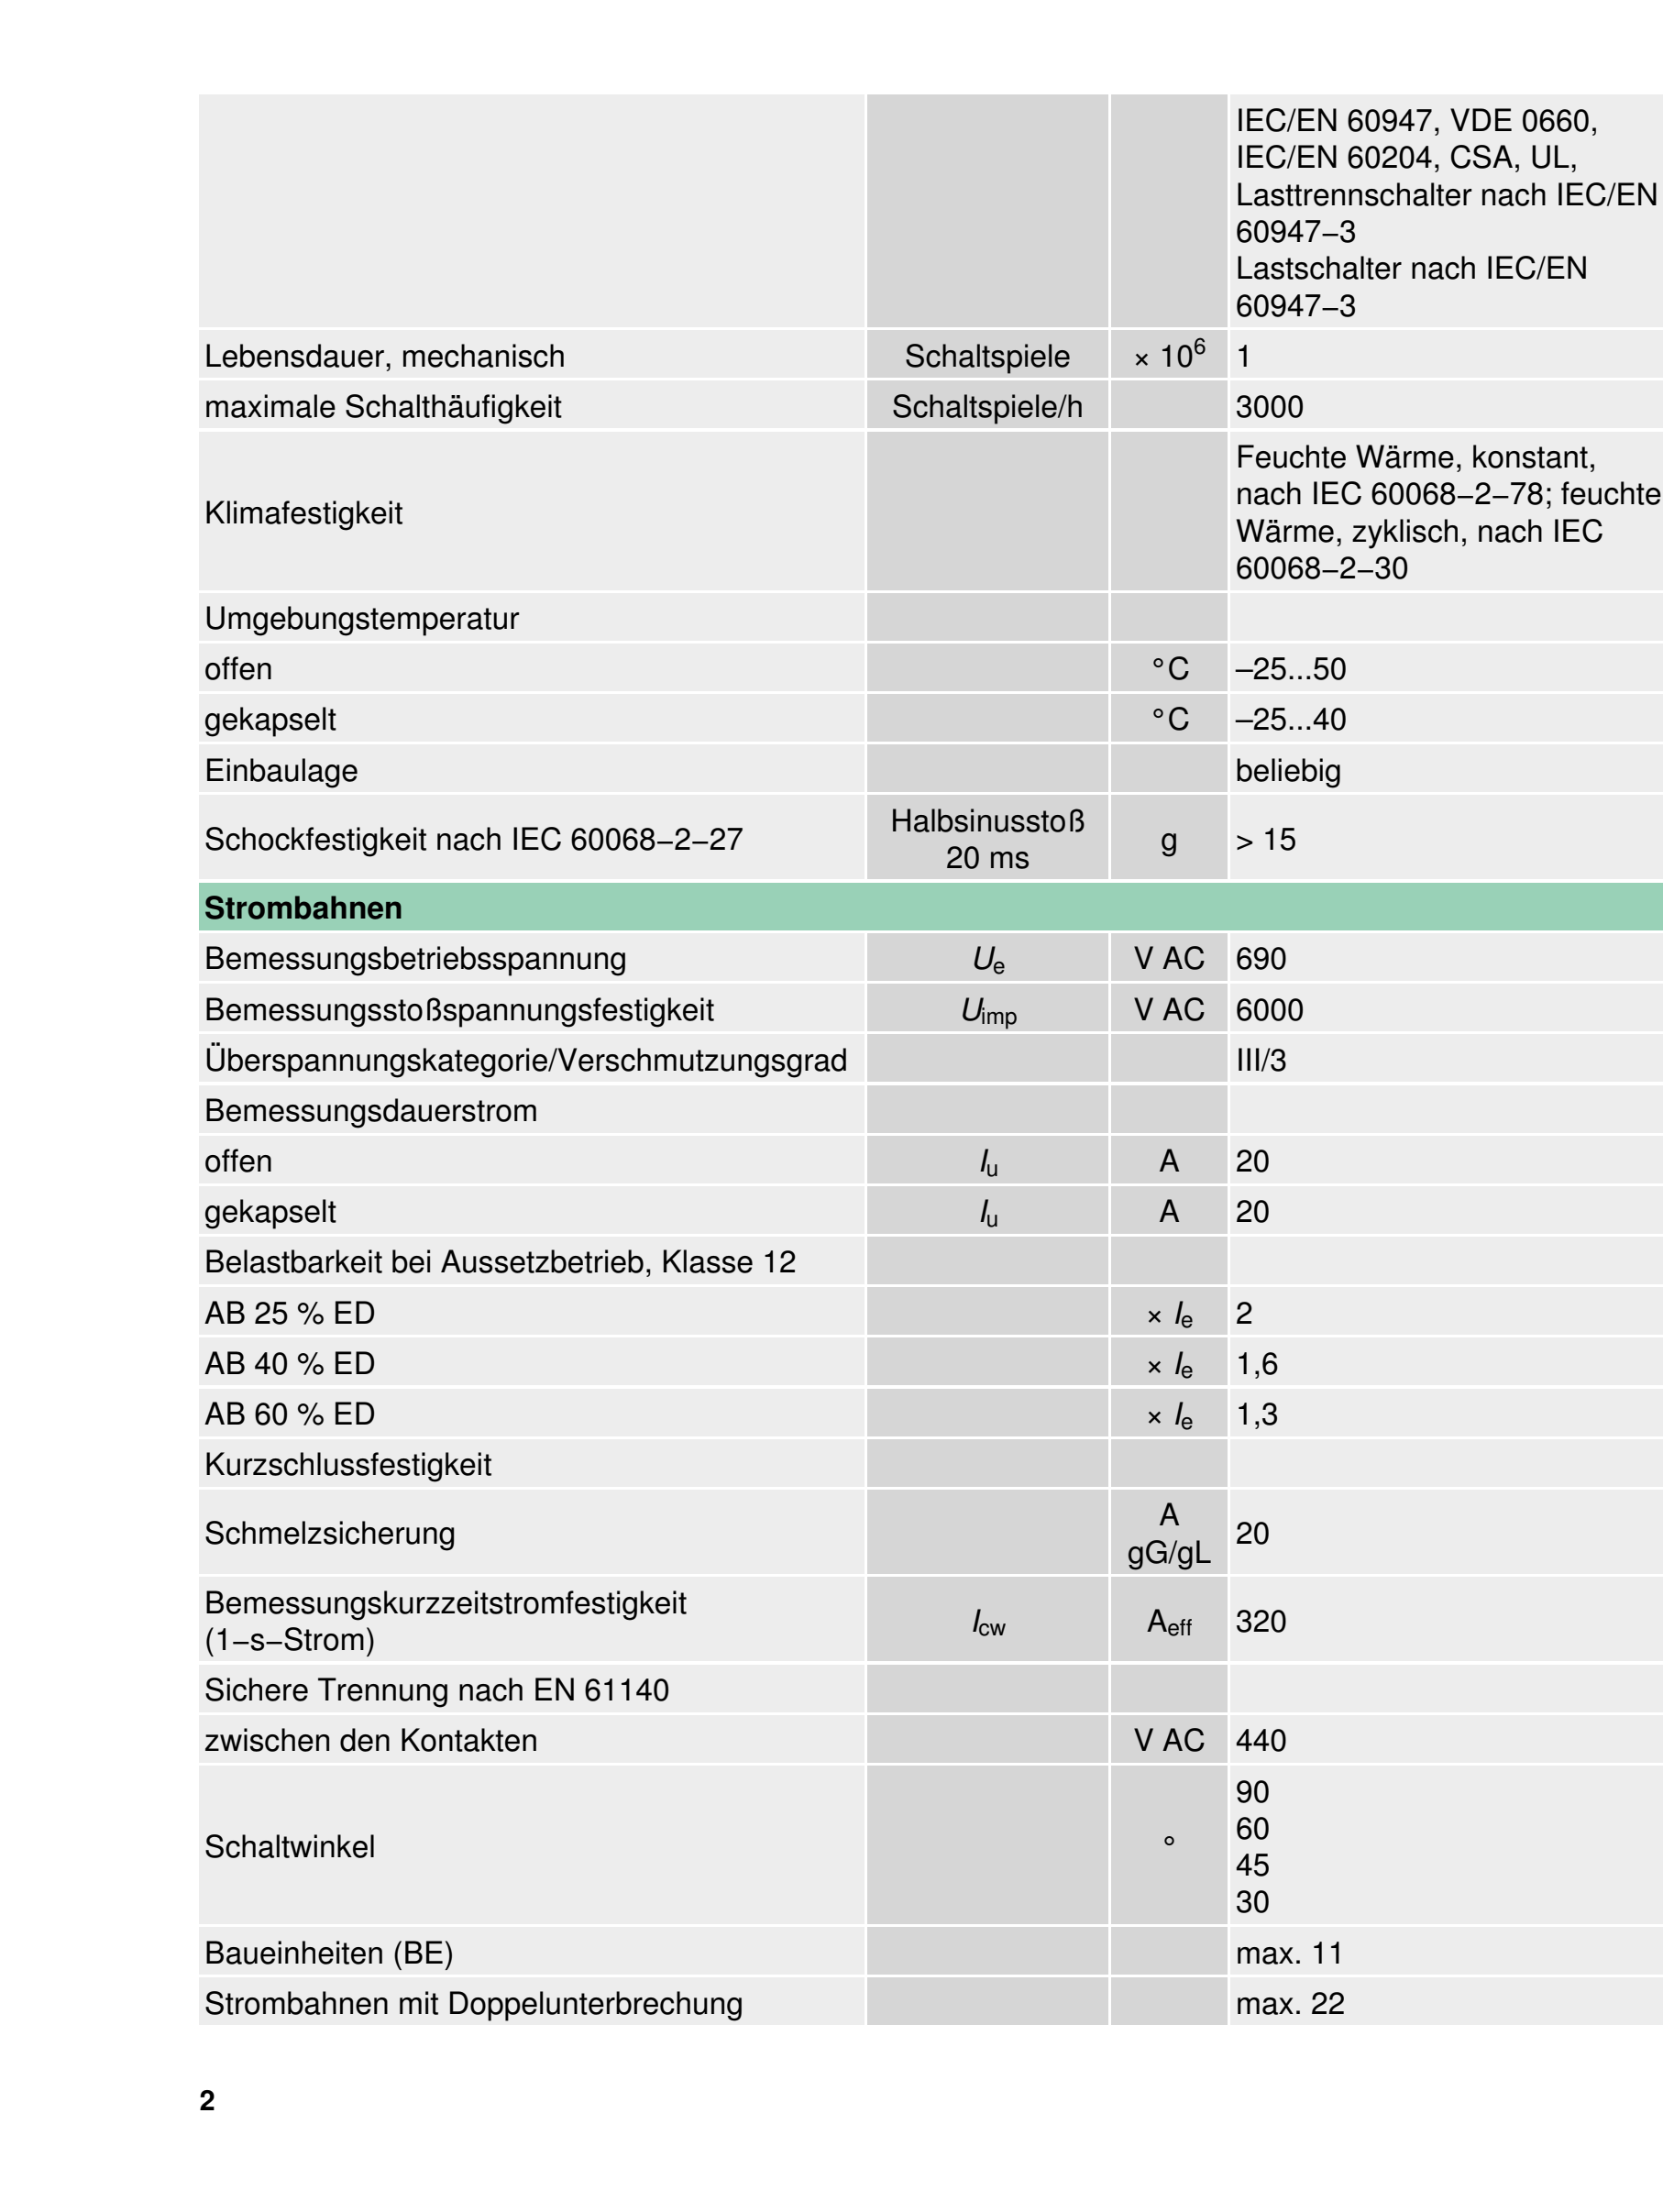 IEC/EN 60947, VDE 0660,
IEC/EN 60204, CSA, UL,
Lasttrennschalter nach IEC/EN
60947−3
Lastschalter nach IEC/EN
60947−3
Lebensdauer, mechanisch Schaltspiele × 10⁶ 1
maximale Schalthäufigkeit Schaltspiele/h 3000
Klimafestigkeit
Feuchte Wärme, konstant,
nach IEC 60068−2−78; feuchte
Wärme, zyklisch, nach IEC
60068−2−30
Umgebungstemperatur
offen °C –25...50
gekapselt °C –25...40
Einbaulage beliebig
Schockfestigkeit nach IEC 60068−2−27
Halbsinusstoß
20 ms
g > 15
Strombahnen
Bemessungsbetriebsspannung Ue V AC 690
Bemessungsstoßspannungsfestigkeit Uimp V AC 6000
Überspannungskategorie/Verschmutzungsgrad III/3
Bemessungsdauerstrom
offen Iu A 20
gekapselt Iu A 20
Belastbarkeit bei Aussetzbetrieb, Klasse 12
AB 25 % ED × Ie 2
AB 40 % ED × Ie 1,6
AB 60 % ED × Ie 1,3
Kurzschlussfestigkeit
Schmelzsicherung
A
gG/gL
20
Bemessungskurzzeitstromfestigkeit
(1−s−Strom)
Icw Aeff 320
Sichere Trennung nach EN 61140
zwischen den Kontakten V AC 440
Schaltwinkel °
90
60
45
30
Baueinheiten (BE) max. 11
Strombahnen mit Doppelunterbrechung max. 22
2